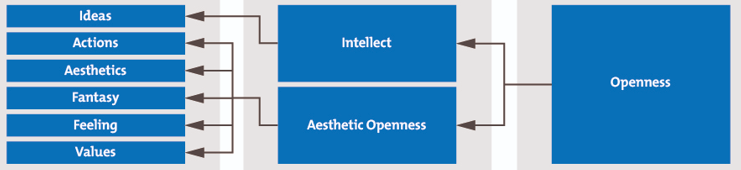 Ideas
Actions
Aesthetics
Fantasy
Feeling
Values
Intellect
Aesthetic Openness
Openness